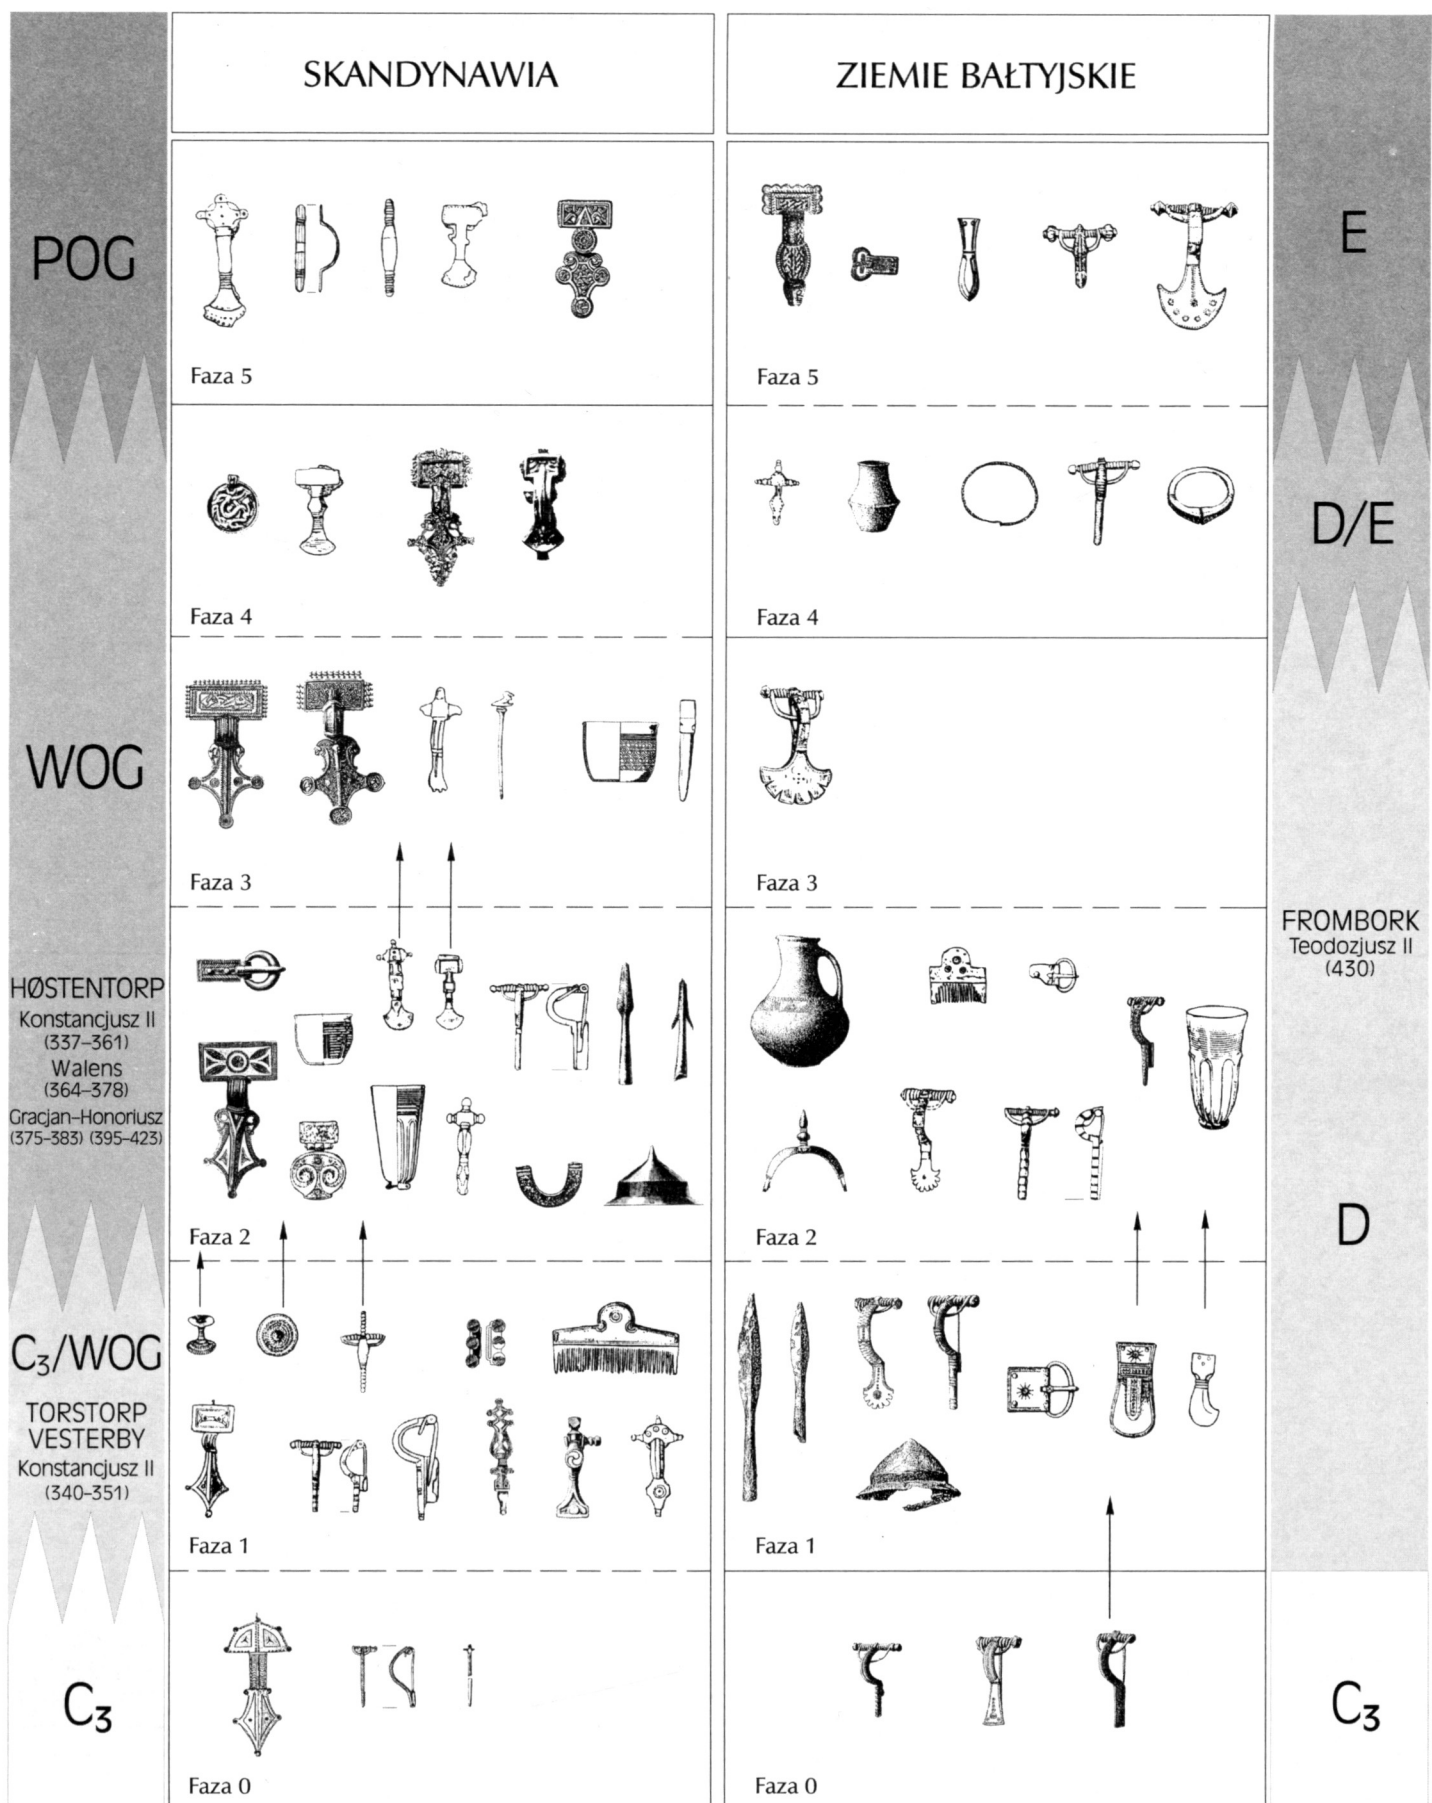 SKANDYNAWIA
ZIEMIE BAŁTYJSKIE
POG
Faza 5
Faza 5
E
Faza 4
Faza 4
D/E
WOG
Faza 3
Faza 3
HØSTENTORP
Konstancjusz II
(337–361)
Walens
(364–378)
Gracjan–Honoriusz
(375–383) (395–423)
Faza 2
Faza 2
FROMBORK
Teodozjusz II
(430)
D
C₃/WOG
TORSTORP
VESTERBY
Konstancjusz II
(340–351)
Faza 1
Faza 1
C₃
Faza 0
Faza 0
C₃